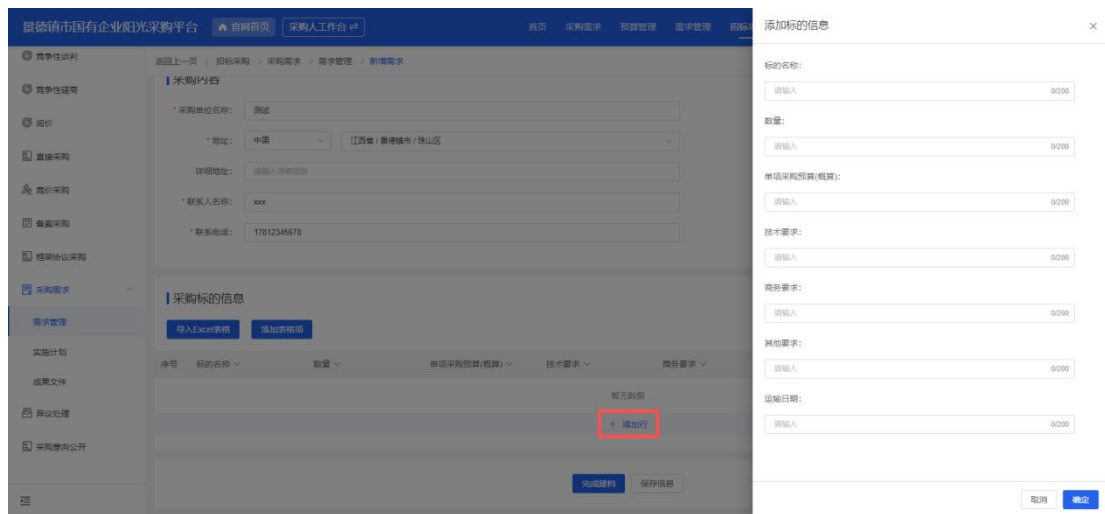 景德镇市国有企业阳光采购平台 官网首页 采购人工作台 首页 采购需求 预算管理 需求管理 招标采
返回上一页 | 招标采购 > 采购需求 > 需求管理 > 新增需求
竞争性谈判
竞争性磋商
询价
直接采购
竞价采购
备案采购
框架协议采购
采购需求
需求管理
实施计划
成果文件
异议处理
采购意向公开
采购内容
* 采购单位名称: 测试
* 地址: 中国 江西省 / 景德镇市 / 珠山区
详细地址: 请输入详细地址
* 联系人名称: xxx
* 联系电话: 17812345678
采购标的信息
导入Excel表格 添加表格项
序号 标的名称 数量 单项采购预算(概算) 技术要求 商务要求
暂无数据
+ 添加行
完成建档 保存信息
添加标的信息
标的名称:
请输入 0/200
数量:
请输入 0/200
单项采购预算(概算):
请输入 0/200
技术要求:
请输入 0/200
商务要求:
请输入 0/200
其他要求:
请输入 0/200
运输日期:
请输入 0/200
取消 确定